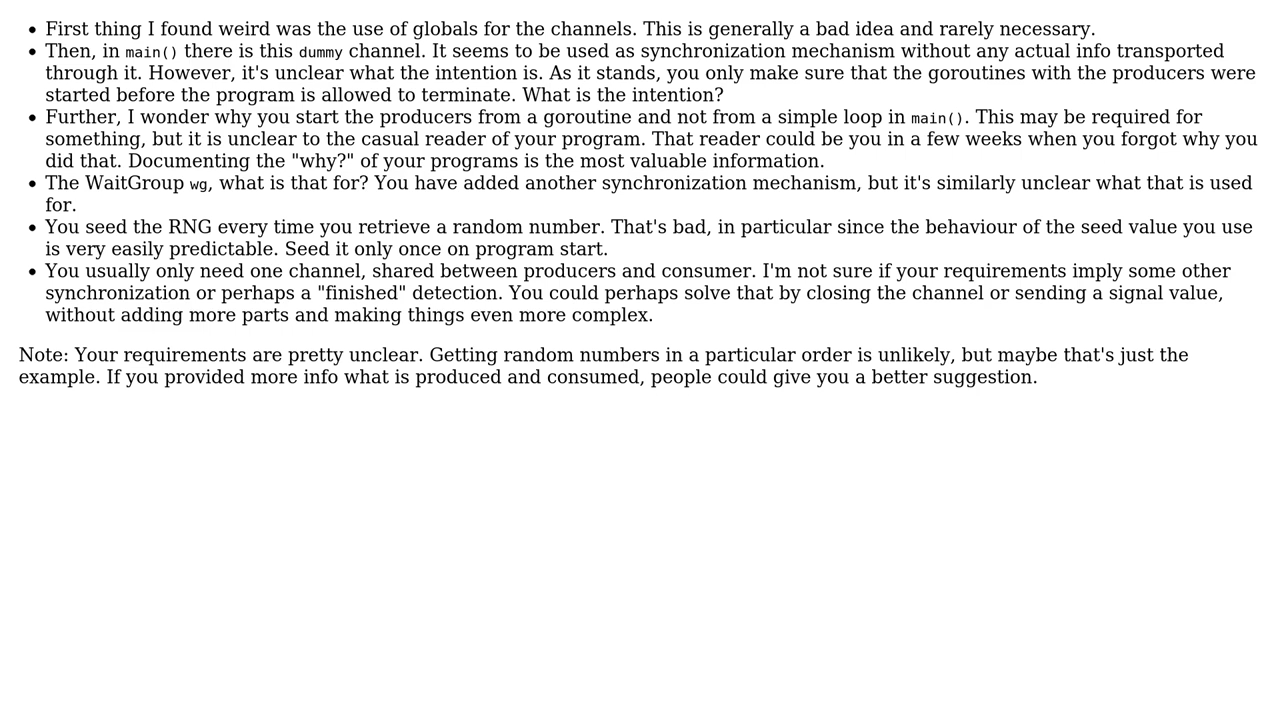 • First thing I found weird was the use of globals for the channels. This is generally a bad idea and rarely necessary.
• Then, in main() there is this dummy channel. It seems to be used as synchronization mechanism without any actual info transported
through it. However, it's unclear what the intention is. As it stands, you only make sure that the goroutines with the producers were
started before the program is allowed to terminate. What is the intention?
• Further, I wonder why you start the producers from a goroutine and not from a simple loop in main(). This may be required for
something, but it is unclear to the casual reader of your program. That reader could be you in a few weeks when you forgot why you
did that. Documenting the "why?" of your programs is the most valuable information.
• The WaitGroup wg, what is that for? You have added another synchronization mechanism, but it's similarly unclear what that is used
for.
• You seed the RNG every time you retrieve a random number. That's bad, in particular since the behaviour of the seed value you use
is very easily predictable. Seed it only once on program start.
• You usually only need one channel, shared between producers and consumer. I'm not sure if your requirements imply some other
synchronization or perhaps a "finished" detection. You could perhaps solve that by closing the channel or sending a signal value,
without adding more parts and making things even more complex.
Note: Your requirements are pretty unclear. Getting random numbers in a particular order is unlikely, but maybe that's just the
example. If you provided more info what is produced and consumed, people could give you a better suggestion.